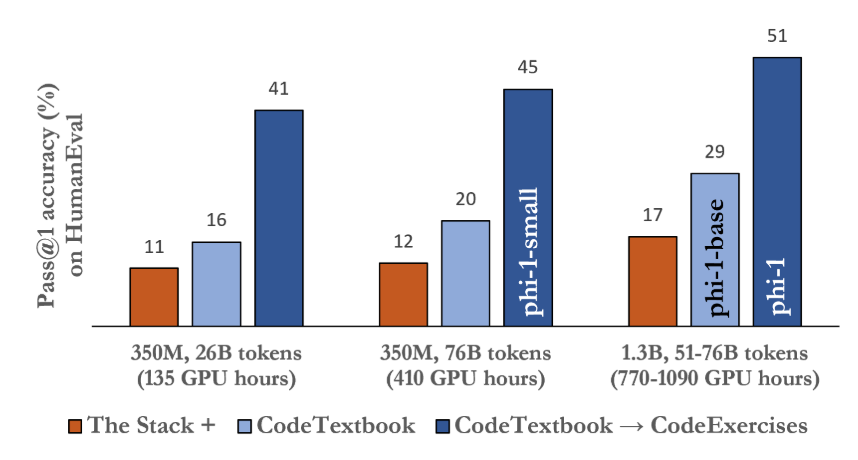 Pass@1 accuracy (%)
on HumanEval
11
16
41
12
20
45
17
29
51
phi-1-small
phi-1-base
phi-1
350M, 26B tokens
(135 GPU hours)
350M, 76B tokens
(410 GPU hours)
1.3B, 51-76B tokens
(770-1090 GPU hours)
The Stack + CodeTextbook CodeTextbook → CodeExercises